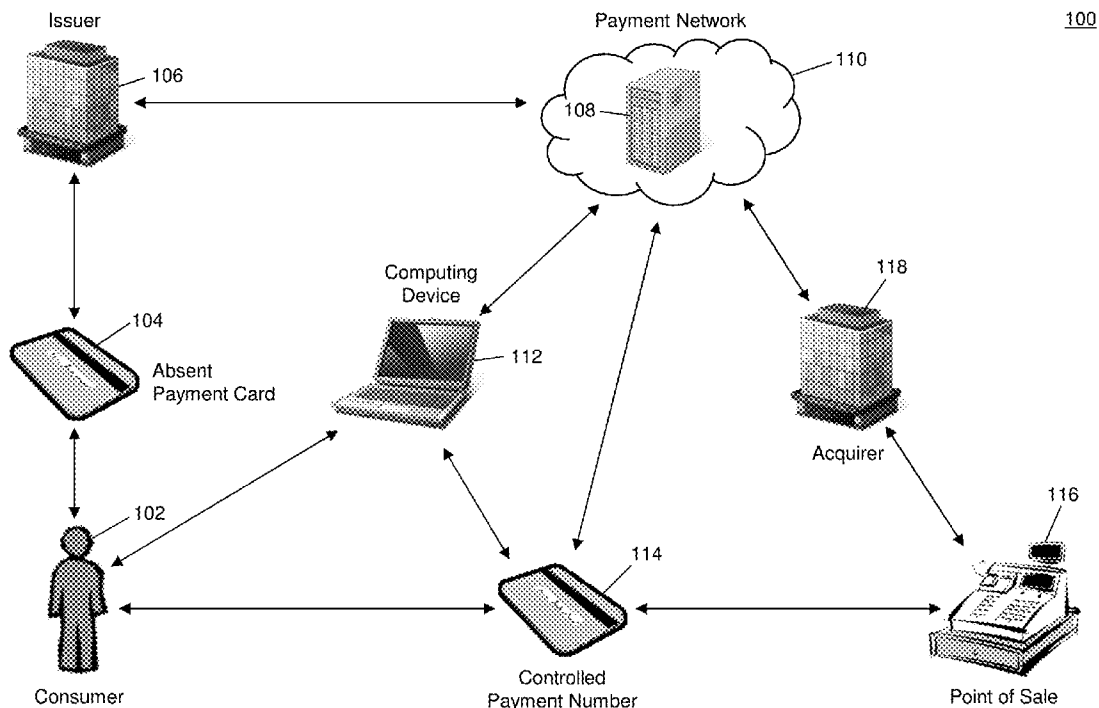 Issuer
Payment Network
100
106
110
108
Computing
Device
118
104
112
Absent
Payment Card
Acquirer
102
116
114
Consumer
Controlled
Payment Number
Point of Sale